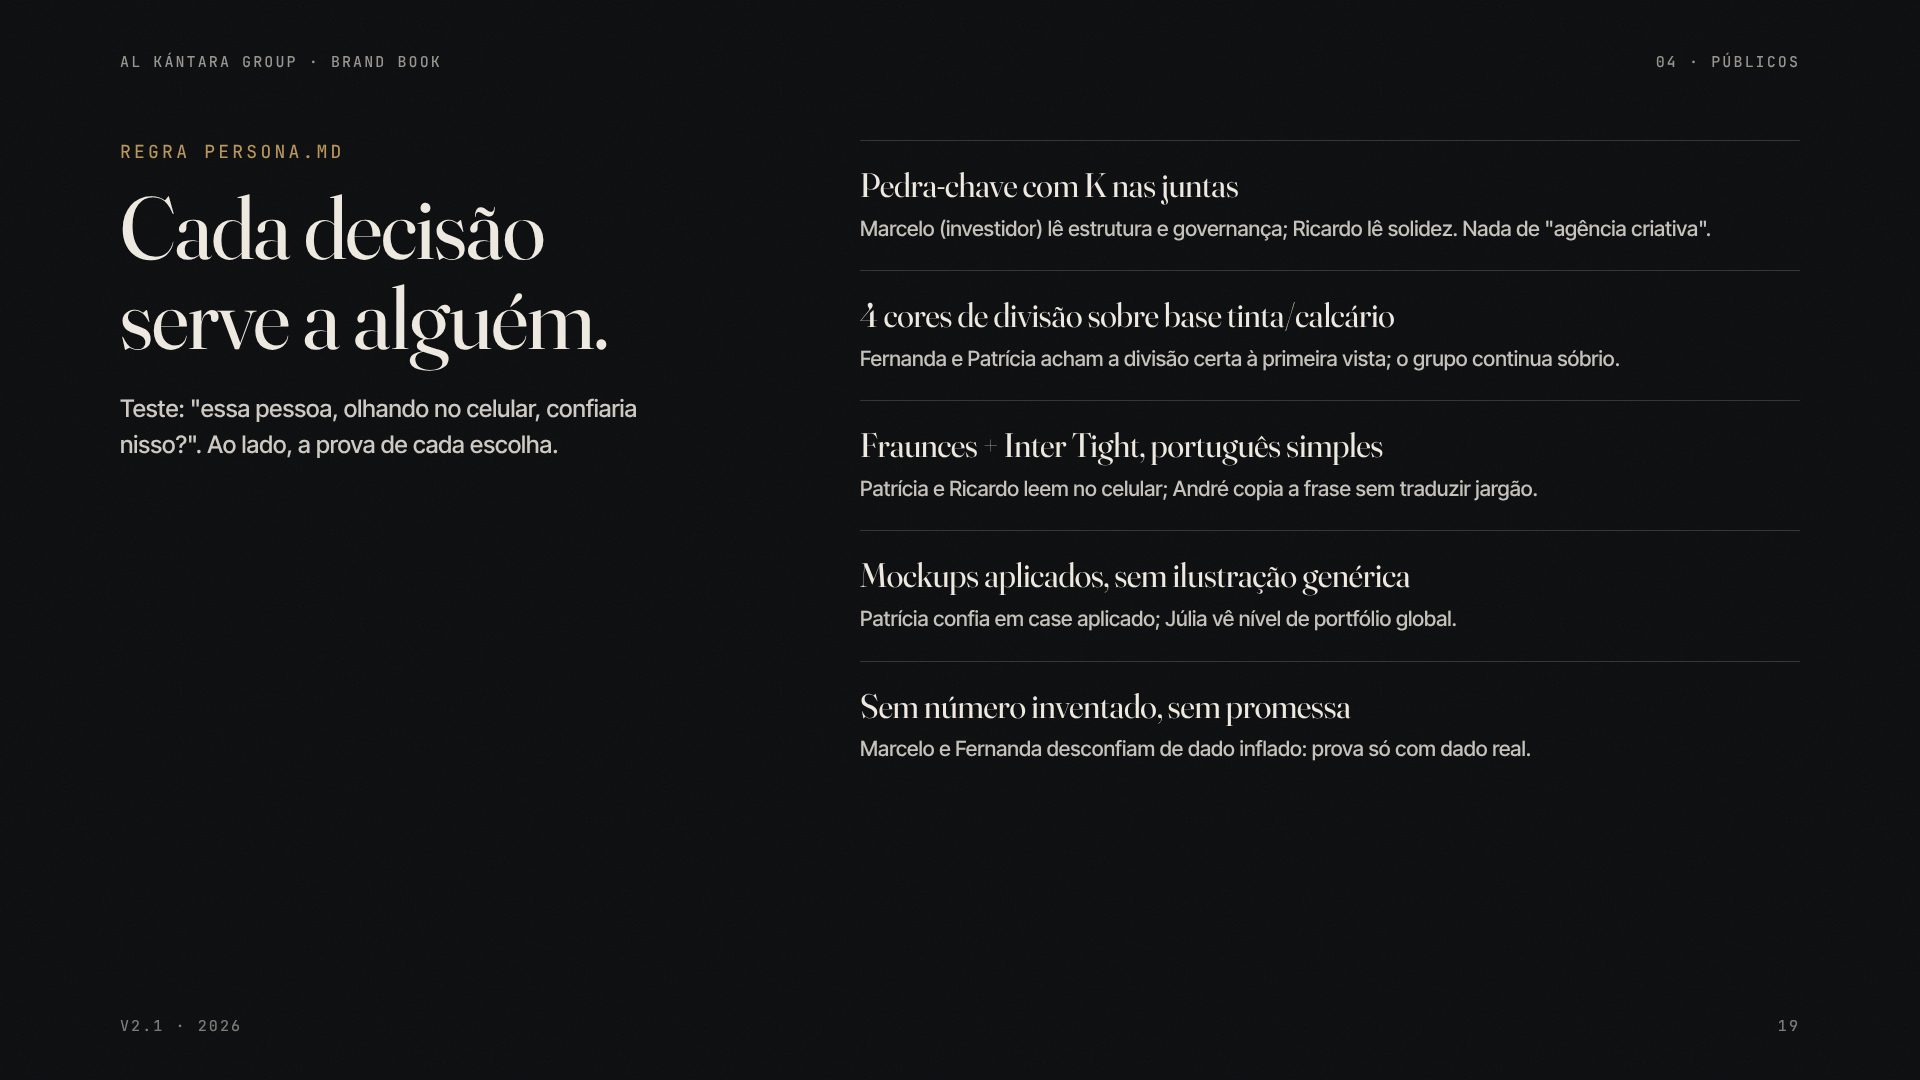 AL KÁNTARA GROUP · BRAND BOOK
04 · PÚBLICOS
REGRA PERSONA.MD
Cada decisão
serve a alguém.
Teste: "essa pessoa, olhando no celular, confiaria
nisso?". Ao lado, a prova de cada escolha.
Pedra-chave com K nas juntas
Marcelo (investidor) lê estrutura e governança; Ricardo lê solidez. Nada de "agência criativa".
4 cores de divisão sobre base tinta/calcário
Fernanda e Patrícia acham a divisão certa à primeira vista; o grupo continua sóbrio.
Fraunces + Inter Tight, português simples
Patrícia e Ricardo leem no celular; André copia a frase sem traduzir jargão.
Mockups aplicados, sem ilustração genérica
Patrícia confia em case aplicado; Júlia vê nível de portfólio global.
Sem número inventado, sem promessa
Marcelo e Fernanda desconfiam de dado inflado: prova só com dado real.
V2.1 · 2026
19